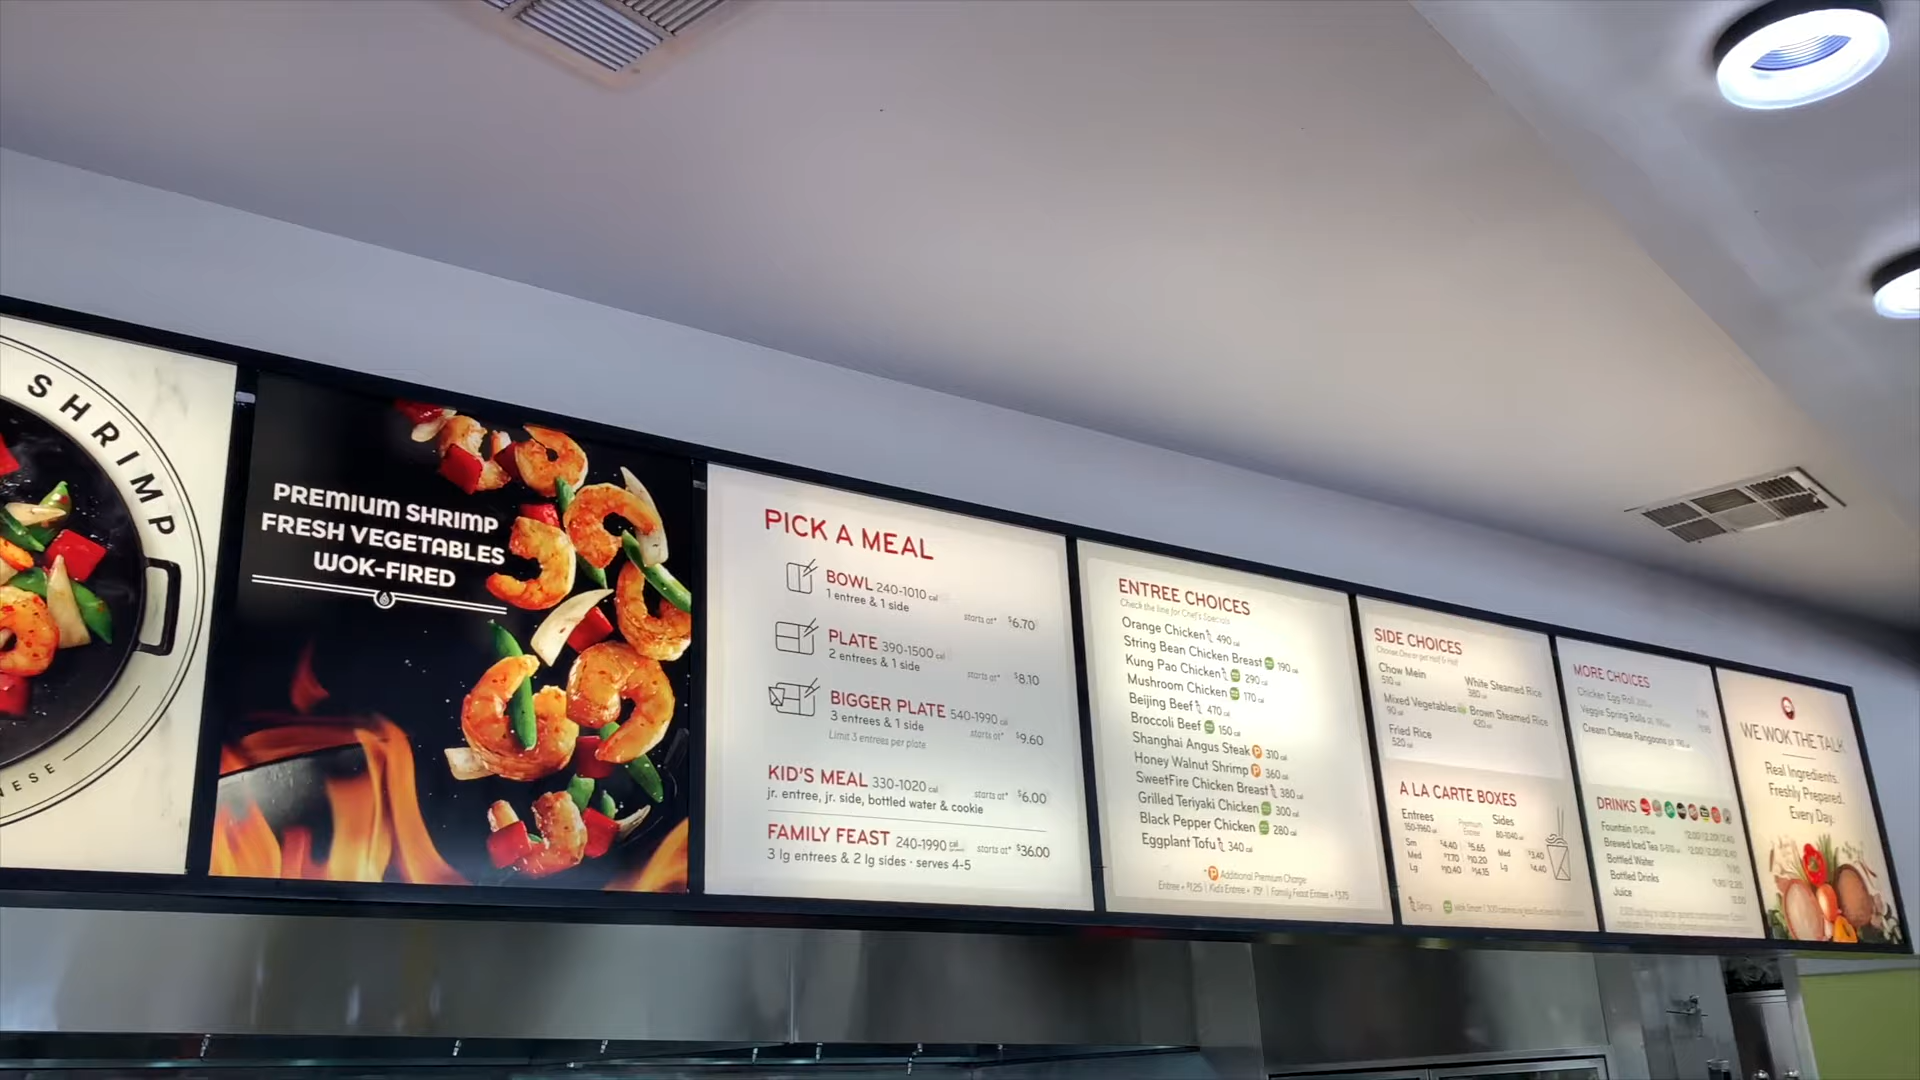 SHRIMP
NESE
PREMIUM SHRIMP
FRESH VEGETABLES
WOK-FIRED
PICK A MEAL
BOWL 240-1010 cal
1 entree & 1 side
starts at* $6.70
PLATE 390-1500 cal
2 entrees & 1 side
starts at* $8.10
BIGGER PLATE 540-1990 cal
3 entrees & 1 side
starts at* $9.60
Limit 3 entrees per plate
KID'S MEAL 330-1020 cal
starts at* $6.00
jr. entree, jr. side, bottled water & cookie
FAMILY FEAST 240-1990 cal
starts at* $36.00
3 lg entrees & 2 lg sides · serves 4-5
ENTREE CHOICES
Check the line for Chef's Specials
Orange Chicken 490 cal
String Bean Chicken Breast 190 cal
Kung Pao Chicken 290 cal
Mushroom Chicken 170 cal
Beijing Beef 470 cal
Broccoli Beef 150 cal
Shanghai Angus Steak P 310 cal
Honey Walnut Shrimp P 360 cal
SweetFire Chicken Breast 380 cal
Grilled Teriyaki Chicken 300 cal
Black Pepper Chicken 280 cal
Eggplant Tofu 340 cal
*P Additional Premium Charge:
Entree + $1.25 | Kid's Entree + 75¢ | Family Feast Entree + $3.75
SIDE CHOICES
Choose One or get Half & Half
Chow Mein
510 cal
White Steamed Rice
380 cal
Mixed Vegetables
90 cal
Brown Steamed Rice
420 cal
Fried Rice
520 cal
A LA CARTE BOXES
Entrees
150-1960 cal
Premium
Entree
Sides
80-1040 cal
Sm $4.40 $5.65
Med $7.70 $10.20
Lg $10.40 $14.15
Med $3.40
Lg $4.40
Spicy
Wok Smart
MORE CHOICES
Chicken Egg Roll
Veggie Spring Rolls
Cream Cheese Rangoons
DRINKS
Fountain
Brewed Iced Tea
Bottled Water
Bottled Drinks
Juice
WE WOK THE TALK
Real Ingredients.
Freshly Prepared.
Every Day.